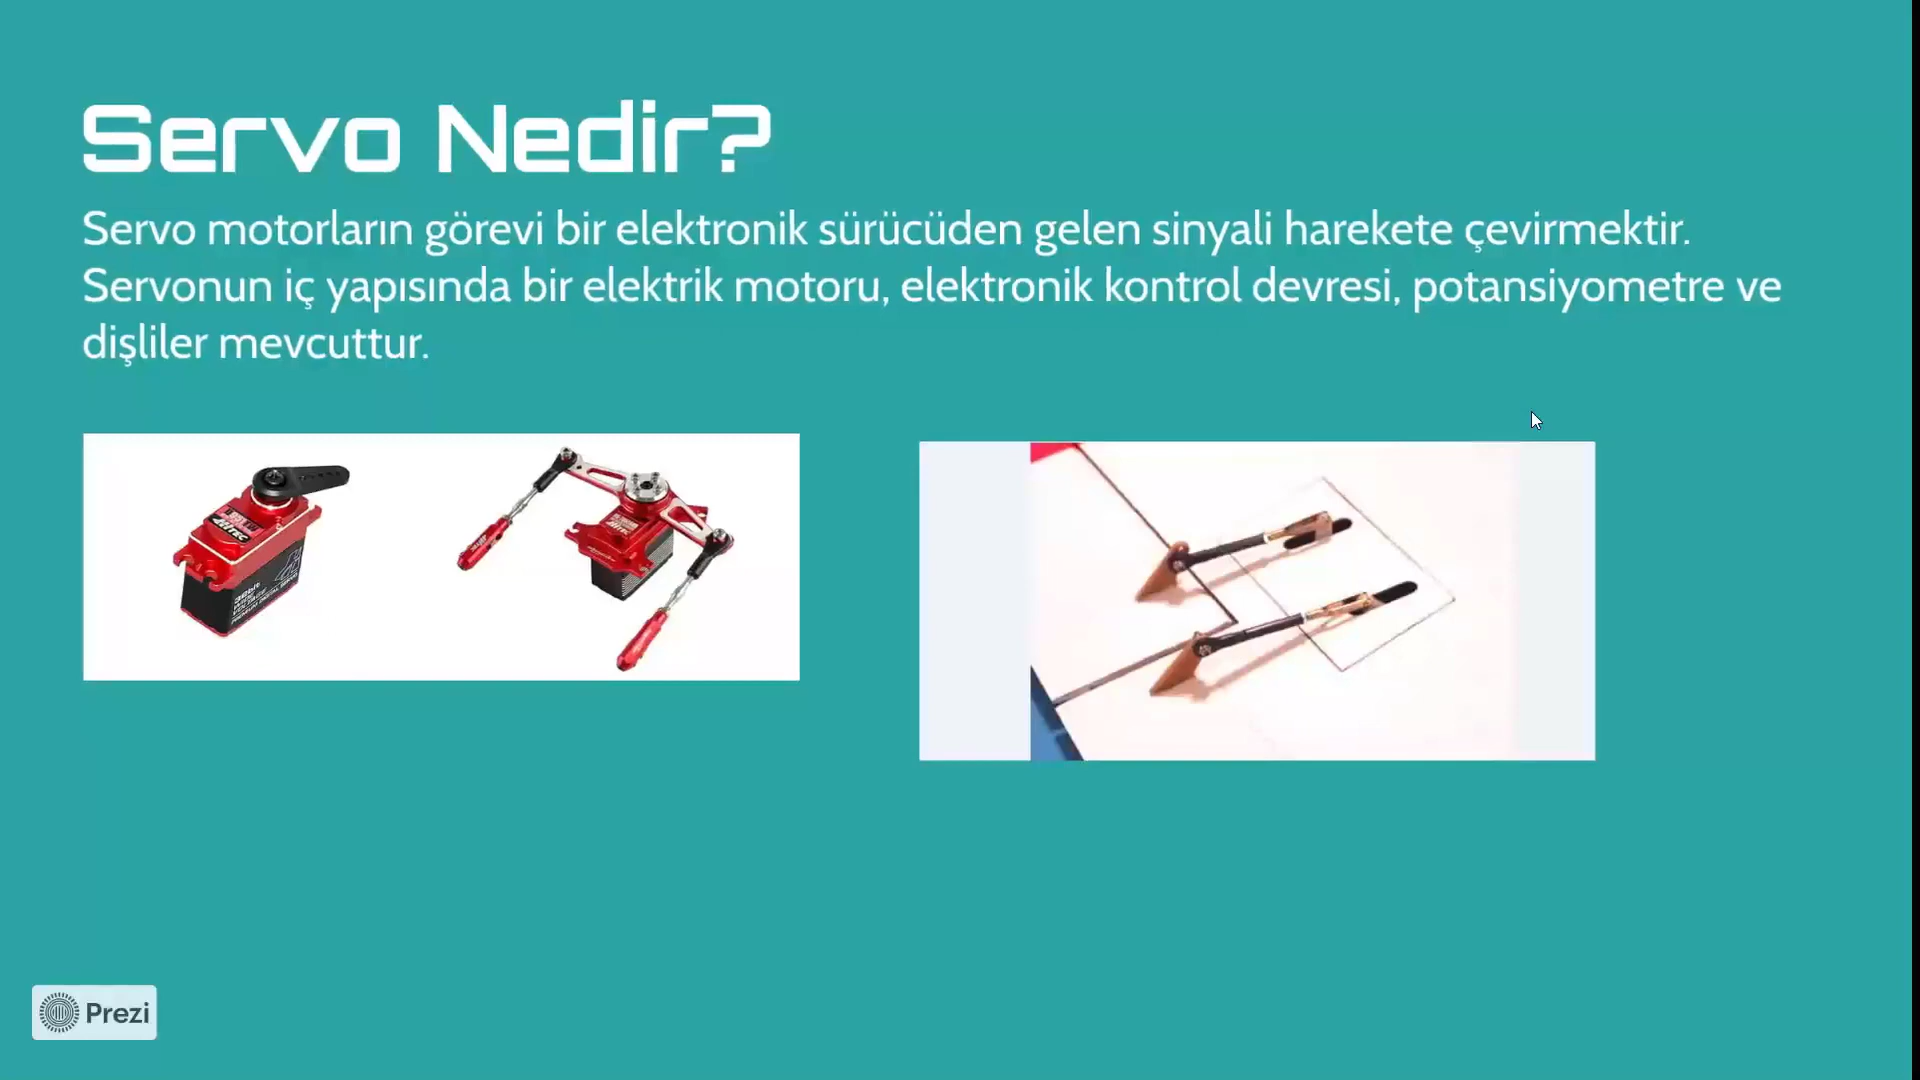 Servo Nedir?
Servo motorların görevi bir elektronik sürücüden gelen sinyali harekete çevirmektir.
Servonun iç yapısında bir elektrik motoru, elektronik kontrol devresi, potansiyometre ve
dişliler mevcuttur.
HITEC
Prezi